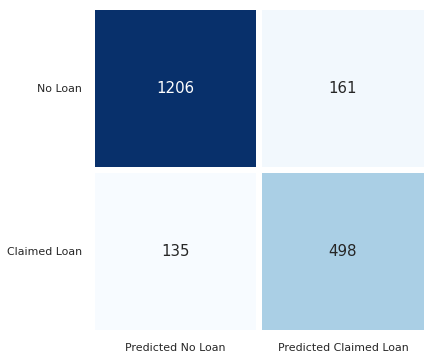 No Loan
1206
161
Claimed Loan
135
498
Predicted No Loan
Predicted Claimed Loan